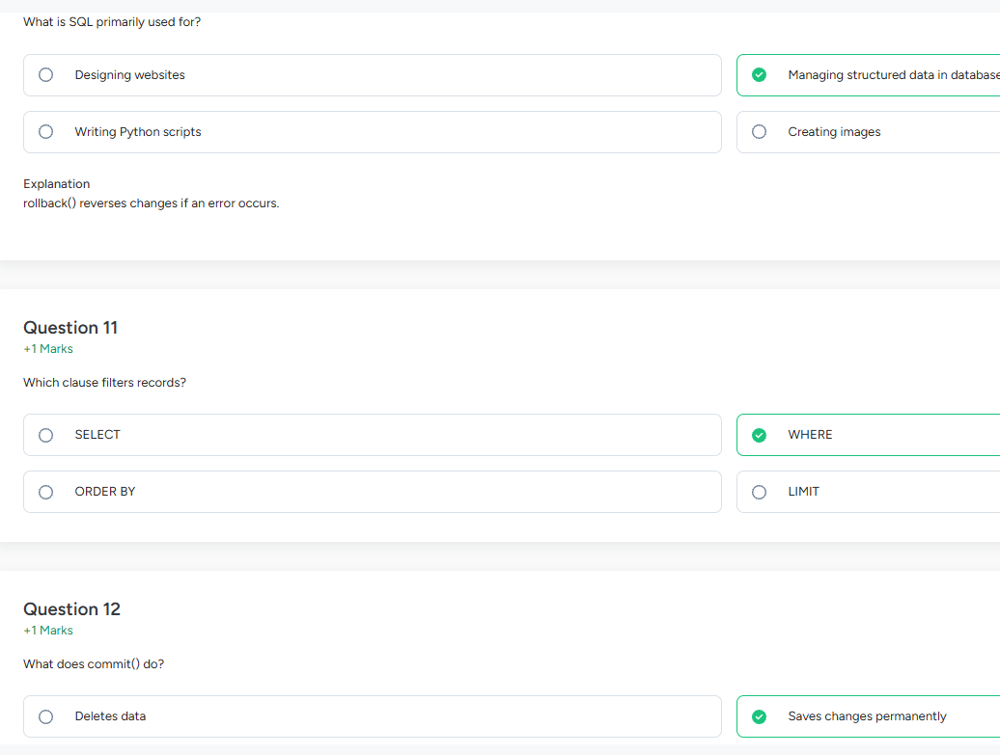 What is SQL primarily used for?
Designing websites
Managing structured data in database
Writing Python scripts
Creating images
Explanation
rollback() reverses changes if an error occurs.
Question 11
+1 Marks
Which clause filters records?
SELECT
WHERE
ORDER BY
LIMIT
Question 12
+1 Marks
What does commit() do?
Deletes data
Saves changes permanently